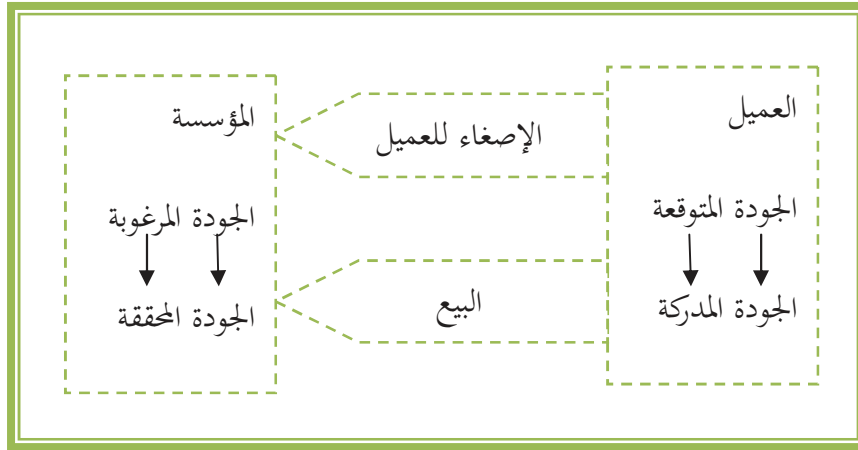 العميل
المؤسسة
الإصغاء للعميل
الجودة المتوقعة
الجودة المرغوبة
البيع
الجودة المدركة
الجودة المحققة